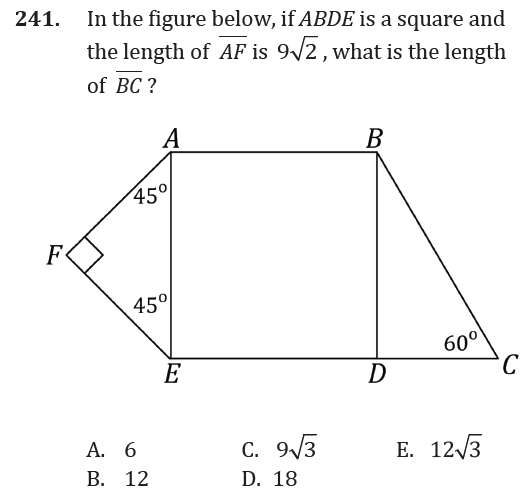 241. In the figure below, if ABDE is a square and
the length of AF is 9√2, what is the length
of BC?
A B
45°
F
45°
60°
E D C
A. 6 C. 9√3 E. 12√3
B. 12 D. 18